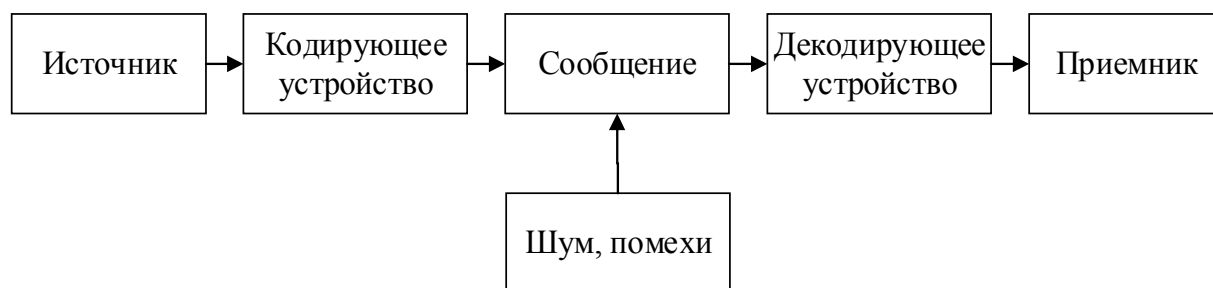 Источник
Кодирующее
устройство
Сообщение
Декодирующее
устройство
Приемник
Шум, помехи